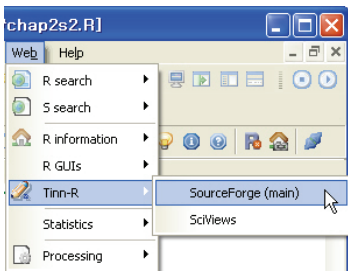 chap2s2.R]
Web Help
R search
S search
R information
R GUIs
Tinn-R
SourceForge (main)
SciViews
Statistics
Processing